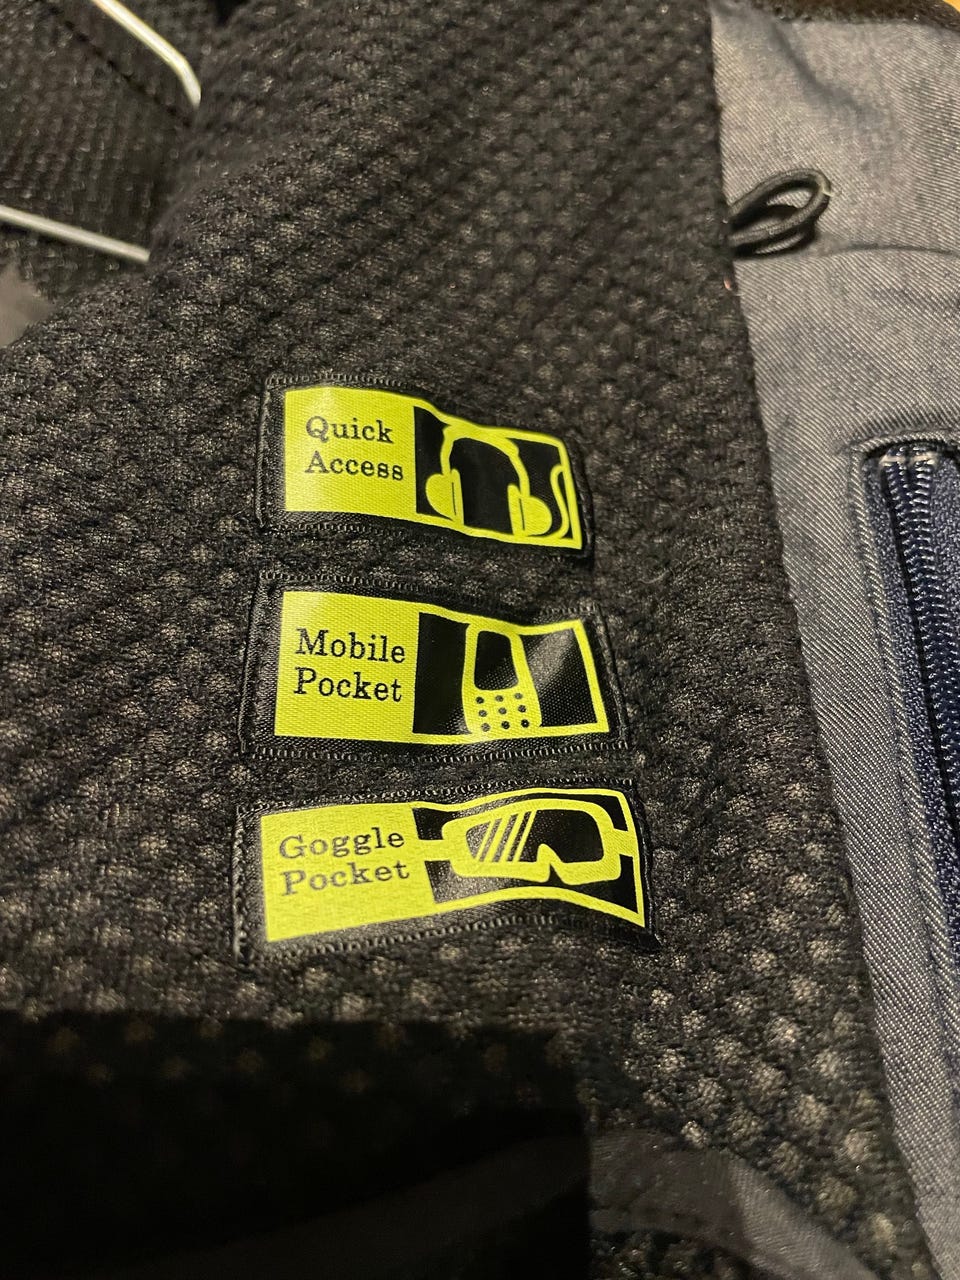 Quick
Access
Mobile
Pocket
Goggle
Pocket